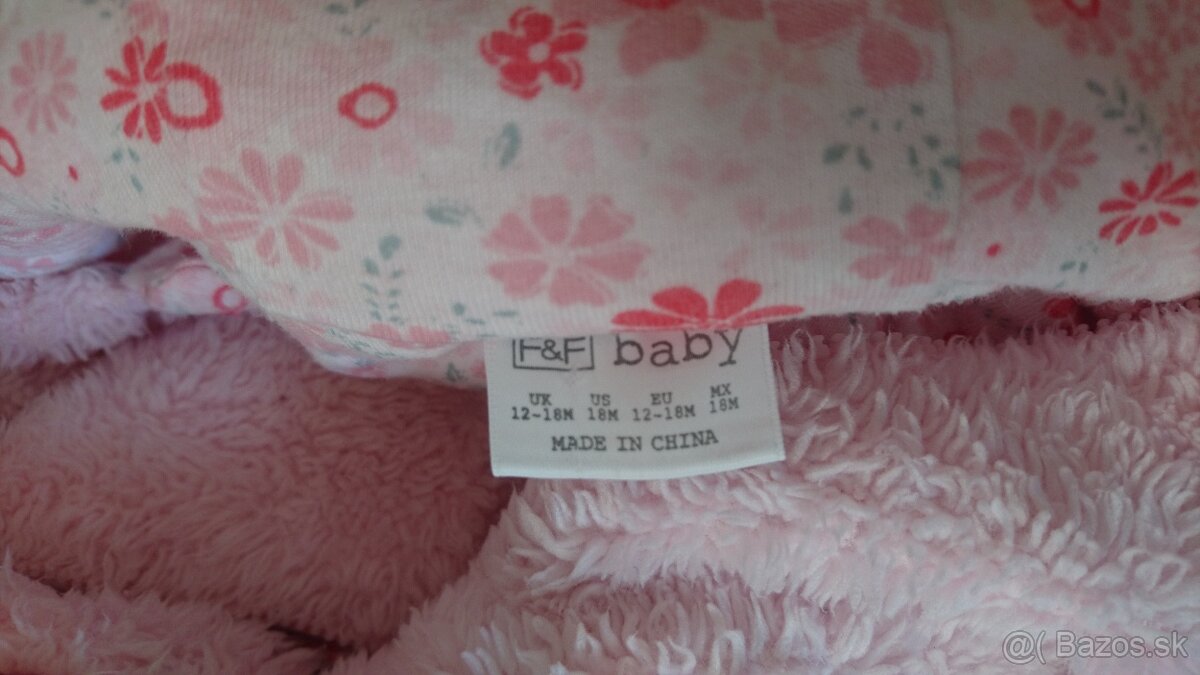 F&F baby
UK US EU MX
12-18M 18M 12-18M 18M
MADE IN CHINA
@( Bazos.sk